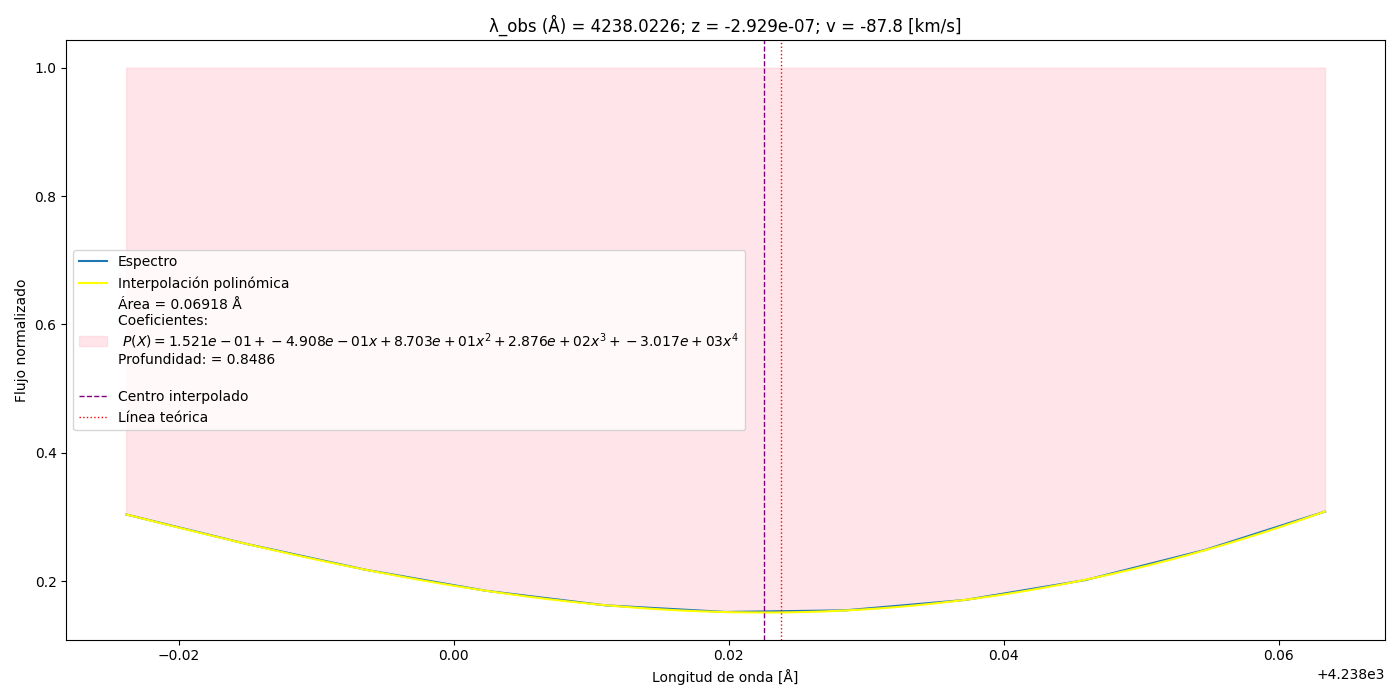 λ_obs (Å) = 4238.0226; z = -2.929e-07; v = -87.8 [km/s]
Flujo normalizado
1.0
0.8
0.6
0.4
0.2
Espectro
Interpolación polinómica
Área = 0.06918 Å
Coeficientes:
P(X) = 1.521e − 01 + −4.908e − 01x + 8.703e + 01x² + 2.876e + 02x³ + −3.017e + 03x⁴
Profundidad: = 0.8486
Centro interpolado
Línea teórica
−0.02 0.00 0.02 0.04 0.06
+4.238e3
Longitud de onda [Å]